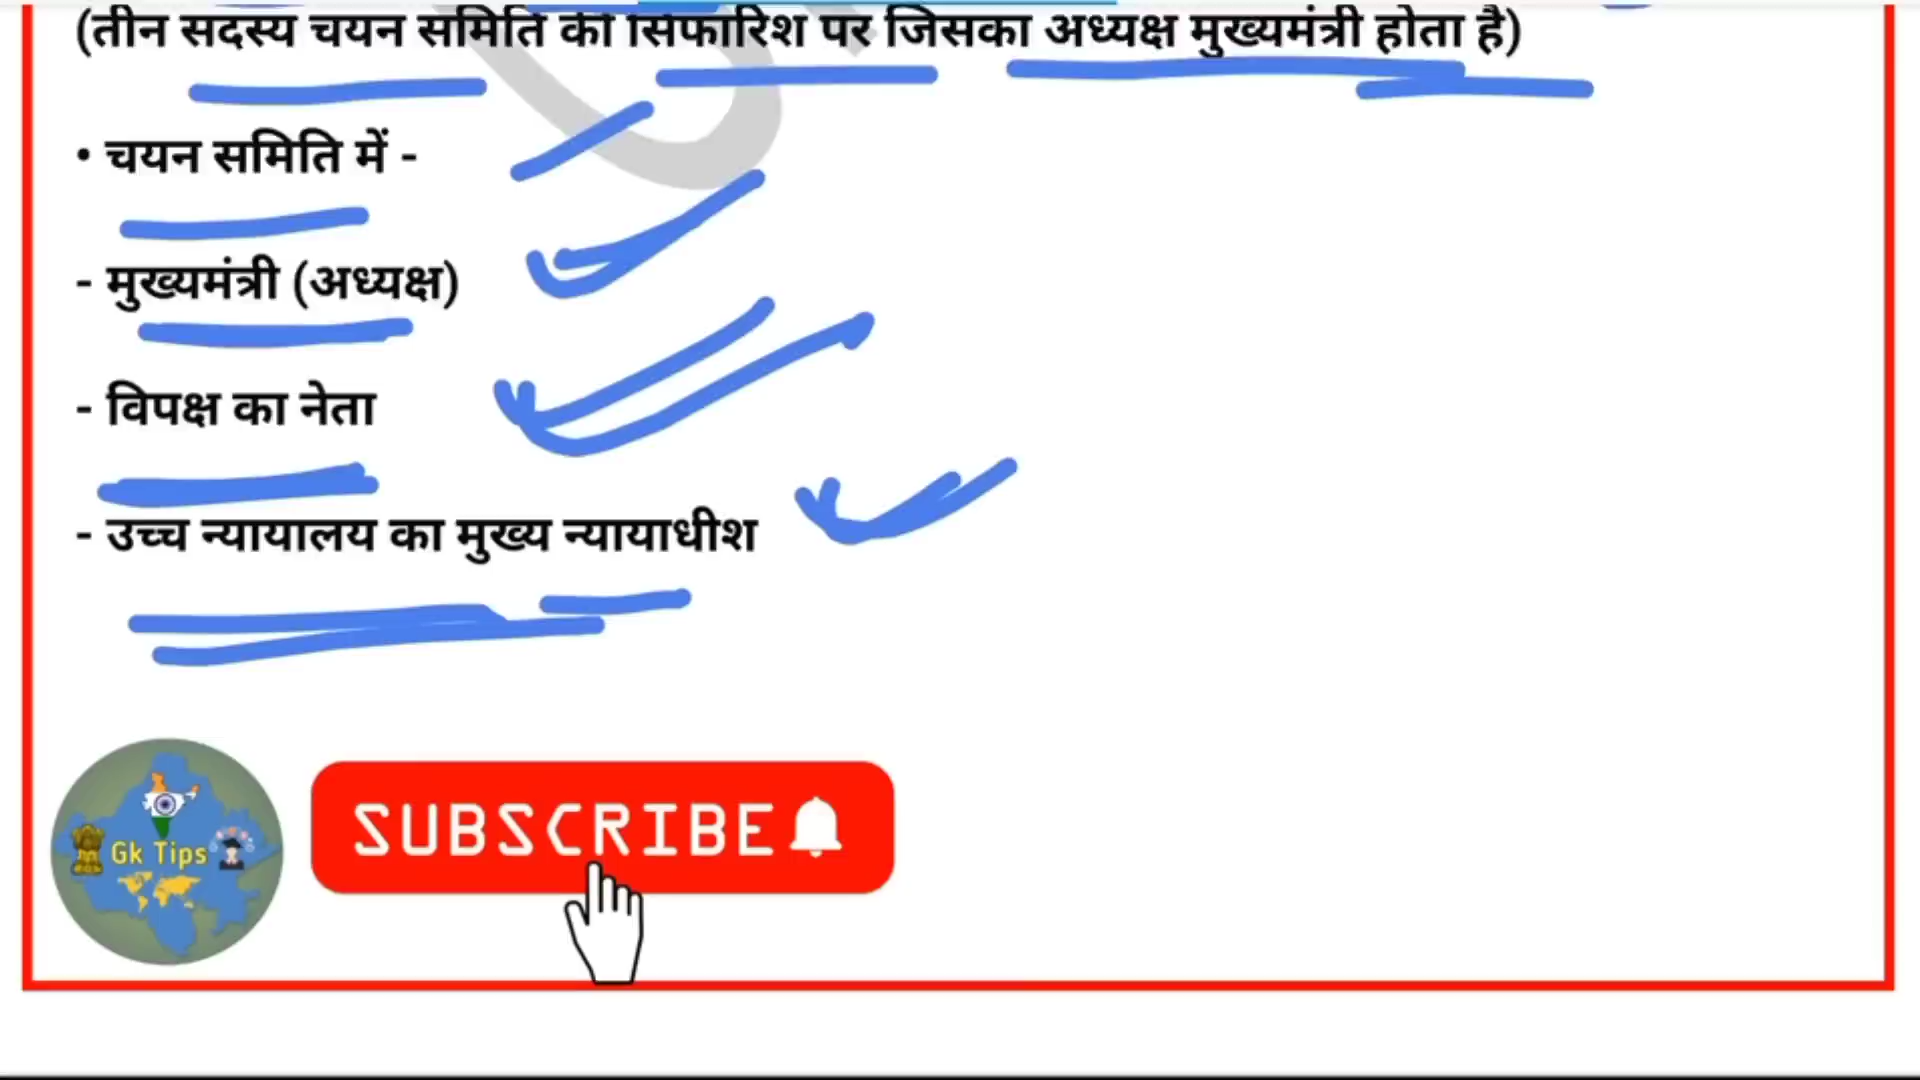 (तीन सदस्य चयन समिति की सिफारिश पर जिसका अध्यक्ष मुख्यमंत्री होता है)
• चयन समिति में -
- मुख्यमंत्री (अध्यक्ष)
- विपक्ष का नेता
- उच्च न्यायालय का मुख्य न्यायाधीश
Gk Tips
SUBSCRIBE